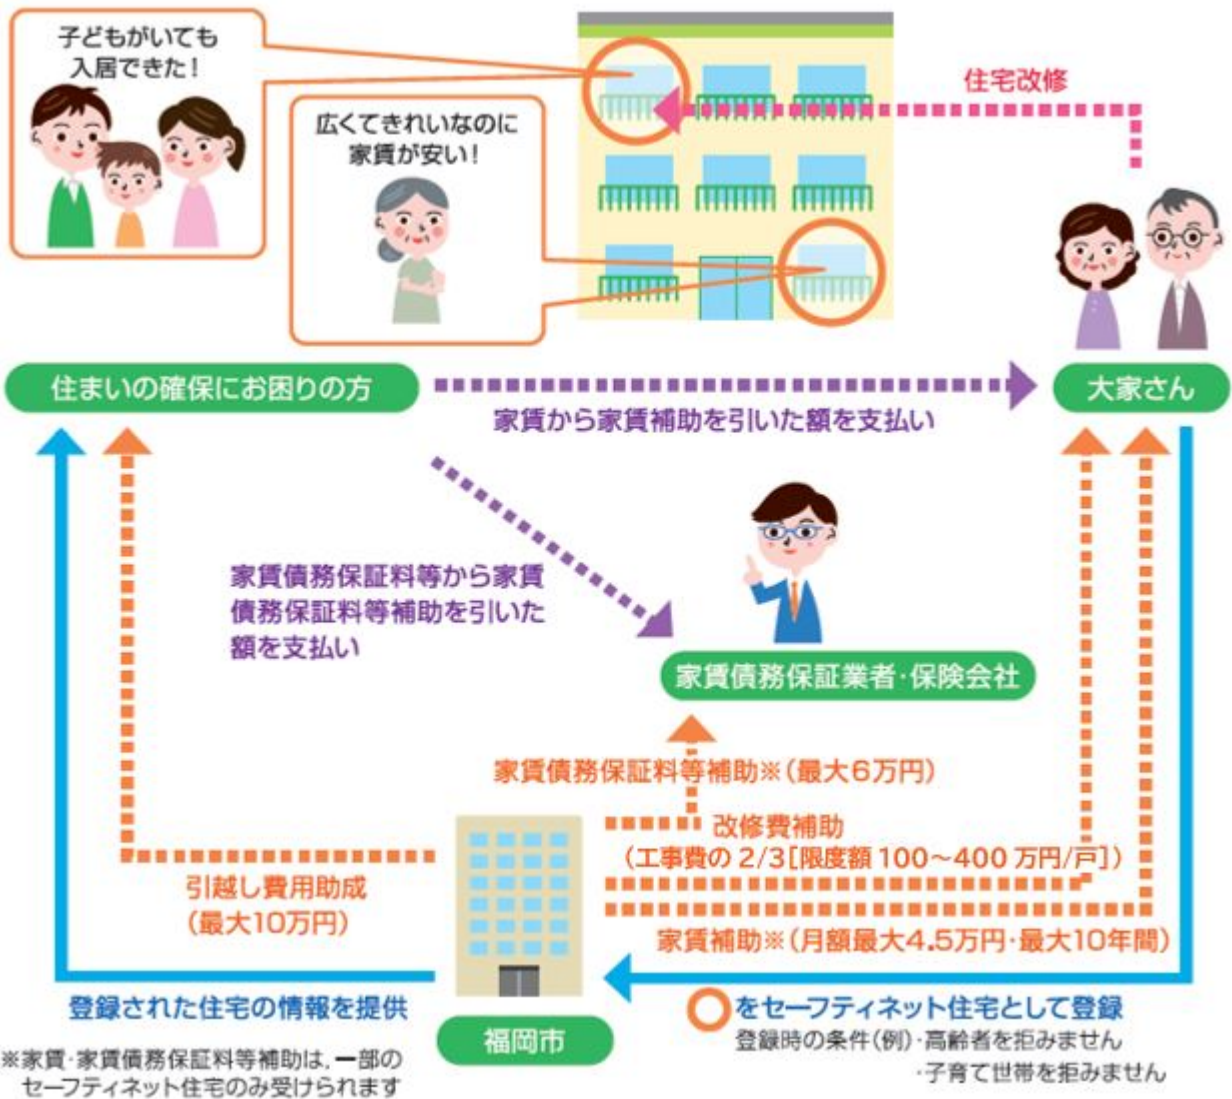 子どもがいても
入居できた！
広くてきれいなのに
家賃が安い！
住宅改修
住まいの確保にお困りの方
家賃から家賃補助を引いた額を支払い
大家さん
家賃債務保証料等から家賃
債務保証料等補助を引いた
額を支払い
家賃債務保証業者・保険会社
家賃債務保証料等補助※（最大6万円）
改修費補助
（工事費の 2/3［限度額 100～400 万円/戸］）
引越し費用助成
（最大10万円）
家賃補助※（月額最大4.5万円・最大10年間）
登録された住宅の情報を提供
福岡市
をセーフティネット住宅として登録
登録時の条件（例）・高齢者を拒みません
・子育て世帯を拒みません
※家賃・家賃債務保証料等補助は、一部の
セーフティネット住宅のみ受けられます